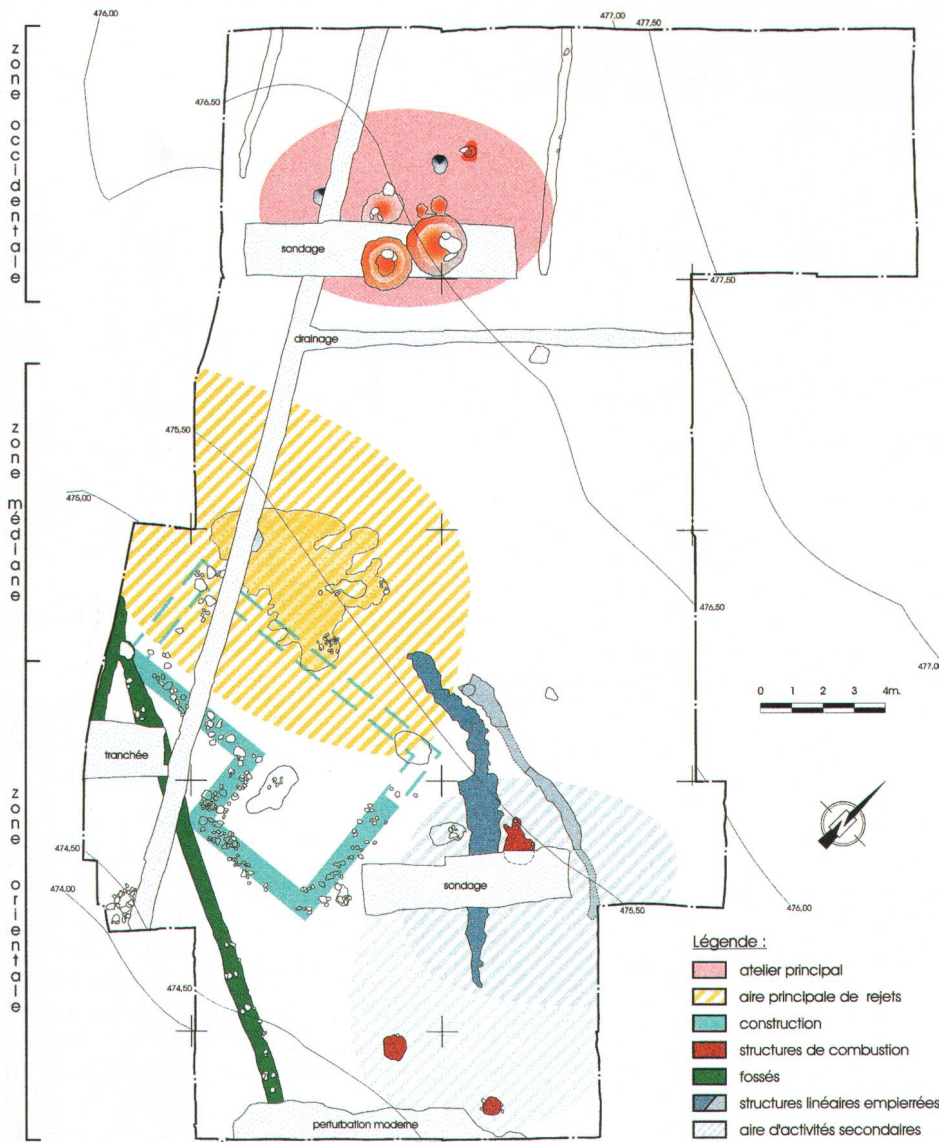 476,00
477,00
477,50
zone occidentale
476,50
sondage
477,50
drainage
zone médiane
475,50
475,00
476,50
477,00
0 1 2 3 4m.
tranchée
zone orientale
N
474,50
474,00
sondage
475,50
476,00
474,50
perturbation moderne
Légende :
atelier principal
aire principale de rejets
construction
structures de combustion
fossés
structures linéaires empierrées
aire d'activités secondaires